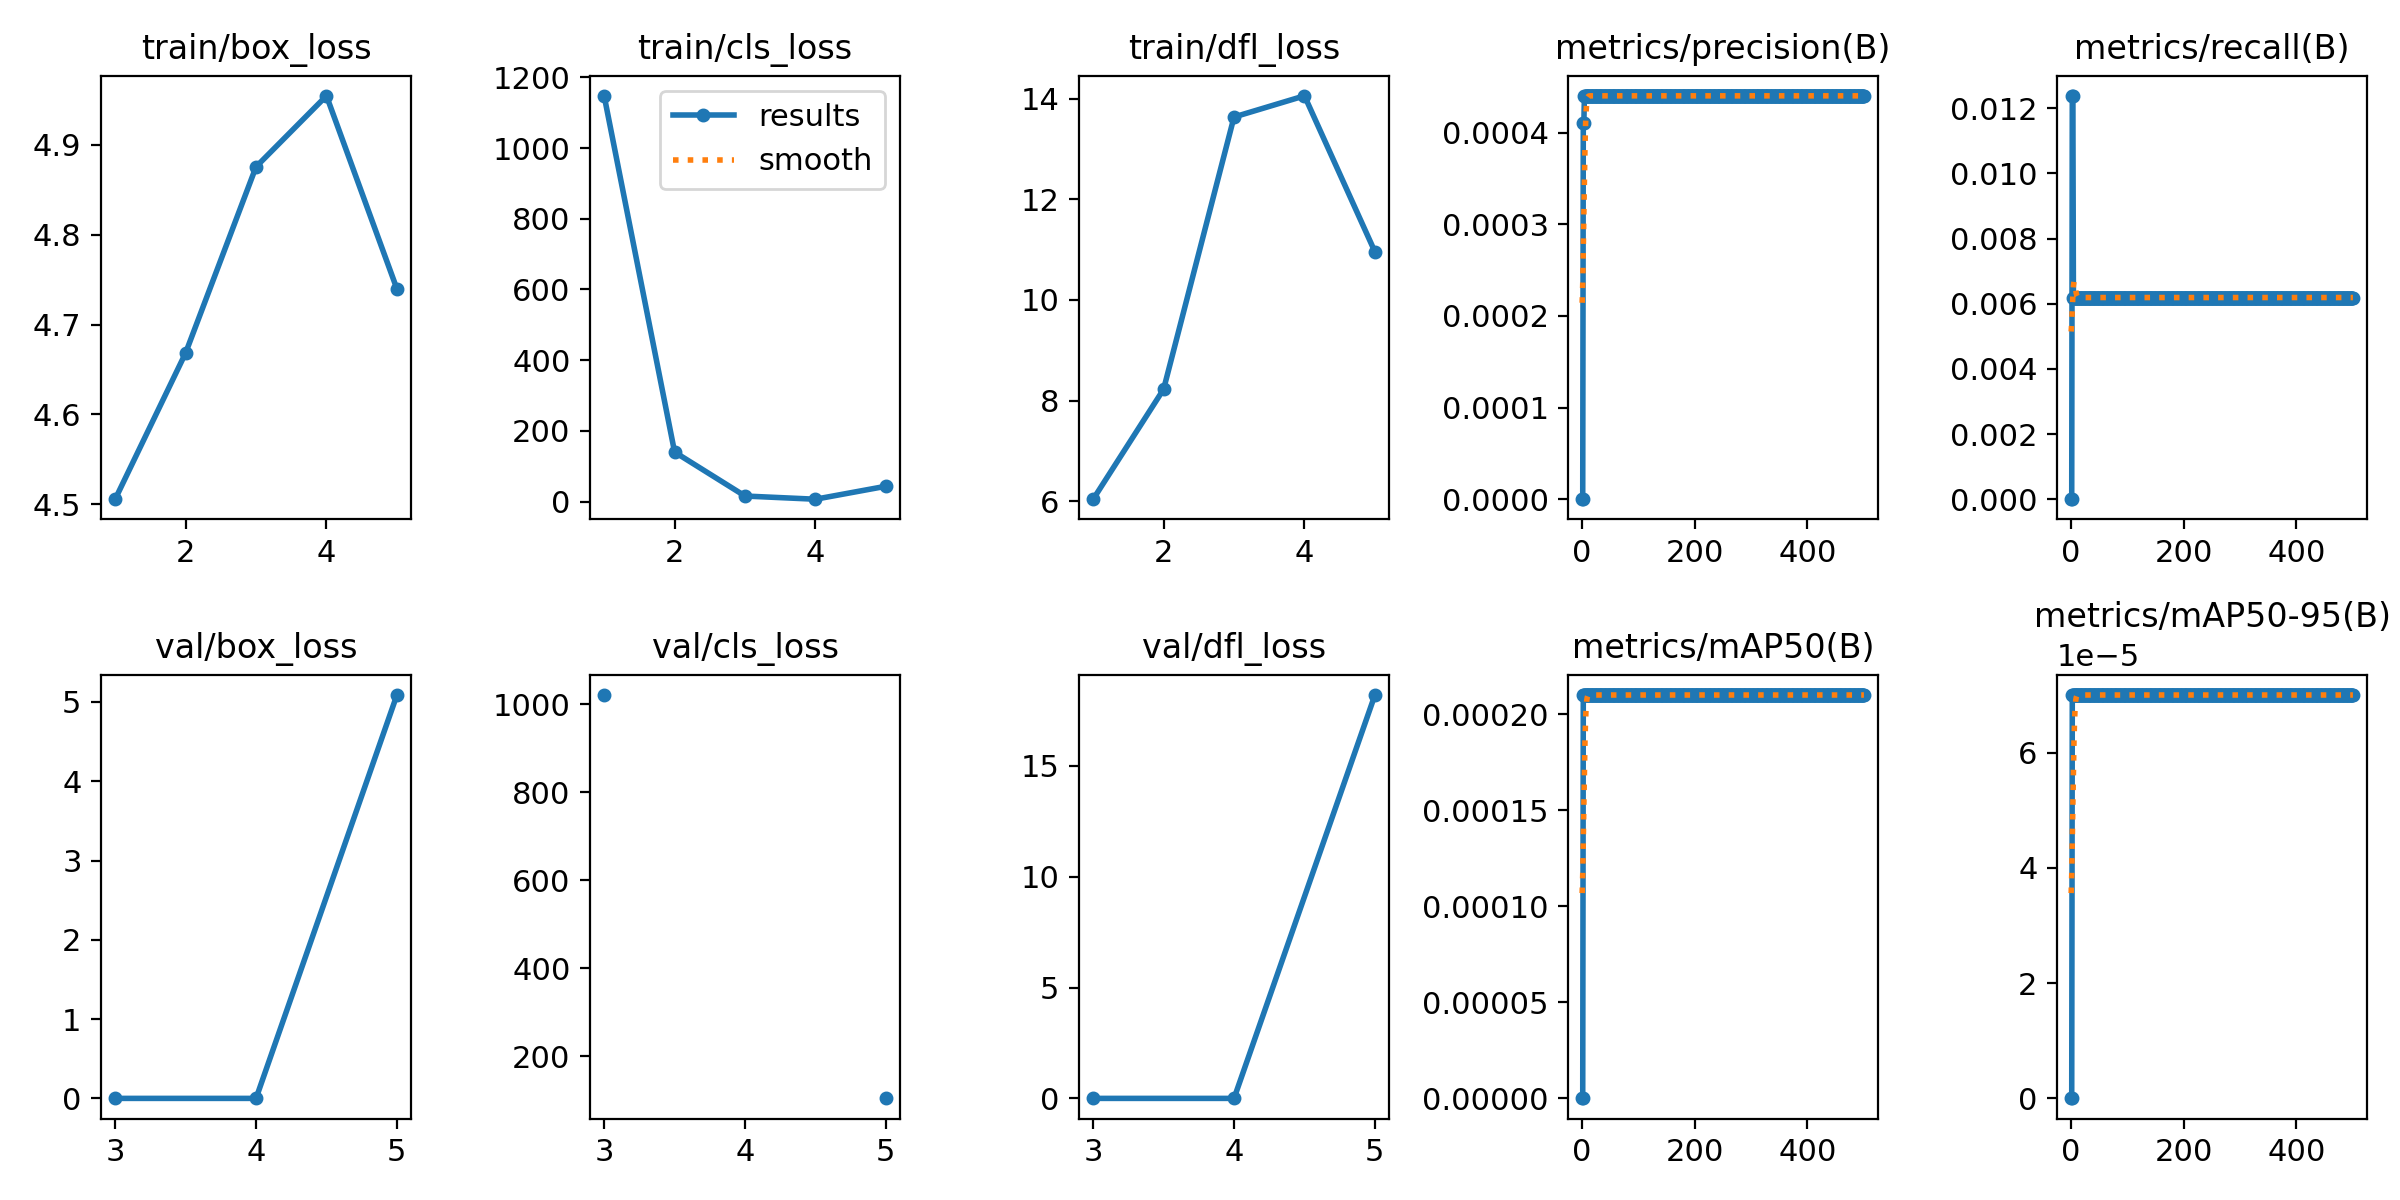 train/box_loss
4.9
4.8
4.7
4.6
4.5
2 4
train/cls_loss
results
smooth
1200
1000
800
600
400
200
0
2 4
train/dfl_loss
14
12
10
8
6
2 4
metrics/precision(B)
0.0004
0.0003
0.0002
0.0001
0.0000
0 200 400
metrics/recall(B)
0.012
0.010
0.008
0.006
0.004
0.002
0.000
0 200 400
val/box_loss
5
4
3
2
1
0
3 4 5
val/cls_loss
1000
800
600
400
200
3 4 5
val/dfl_loss
15
10
5
0
3 4 5
metrics/mAP50(B)
0.00020
0.00015
0.00010
0.00005
0.00000
0 200 400
metrics/mAP50-95(B)
1e−5
6
4
2
0
0 200 400